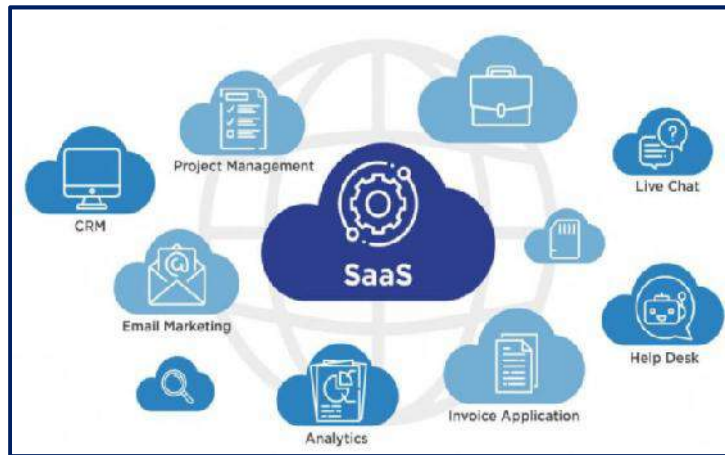 Project Management
Live Chat
CRM
SaaS
Email Marketing
Help Desk
Invoice Application
Analytics